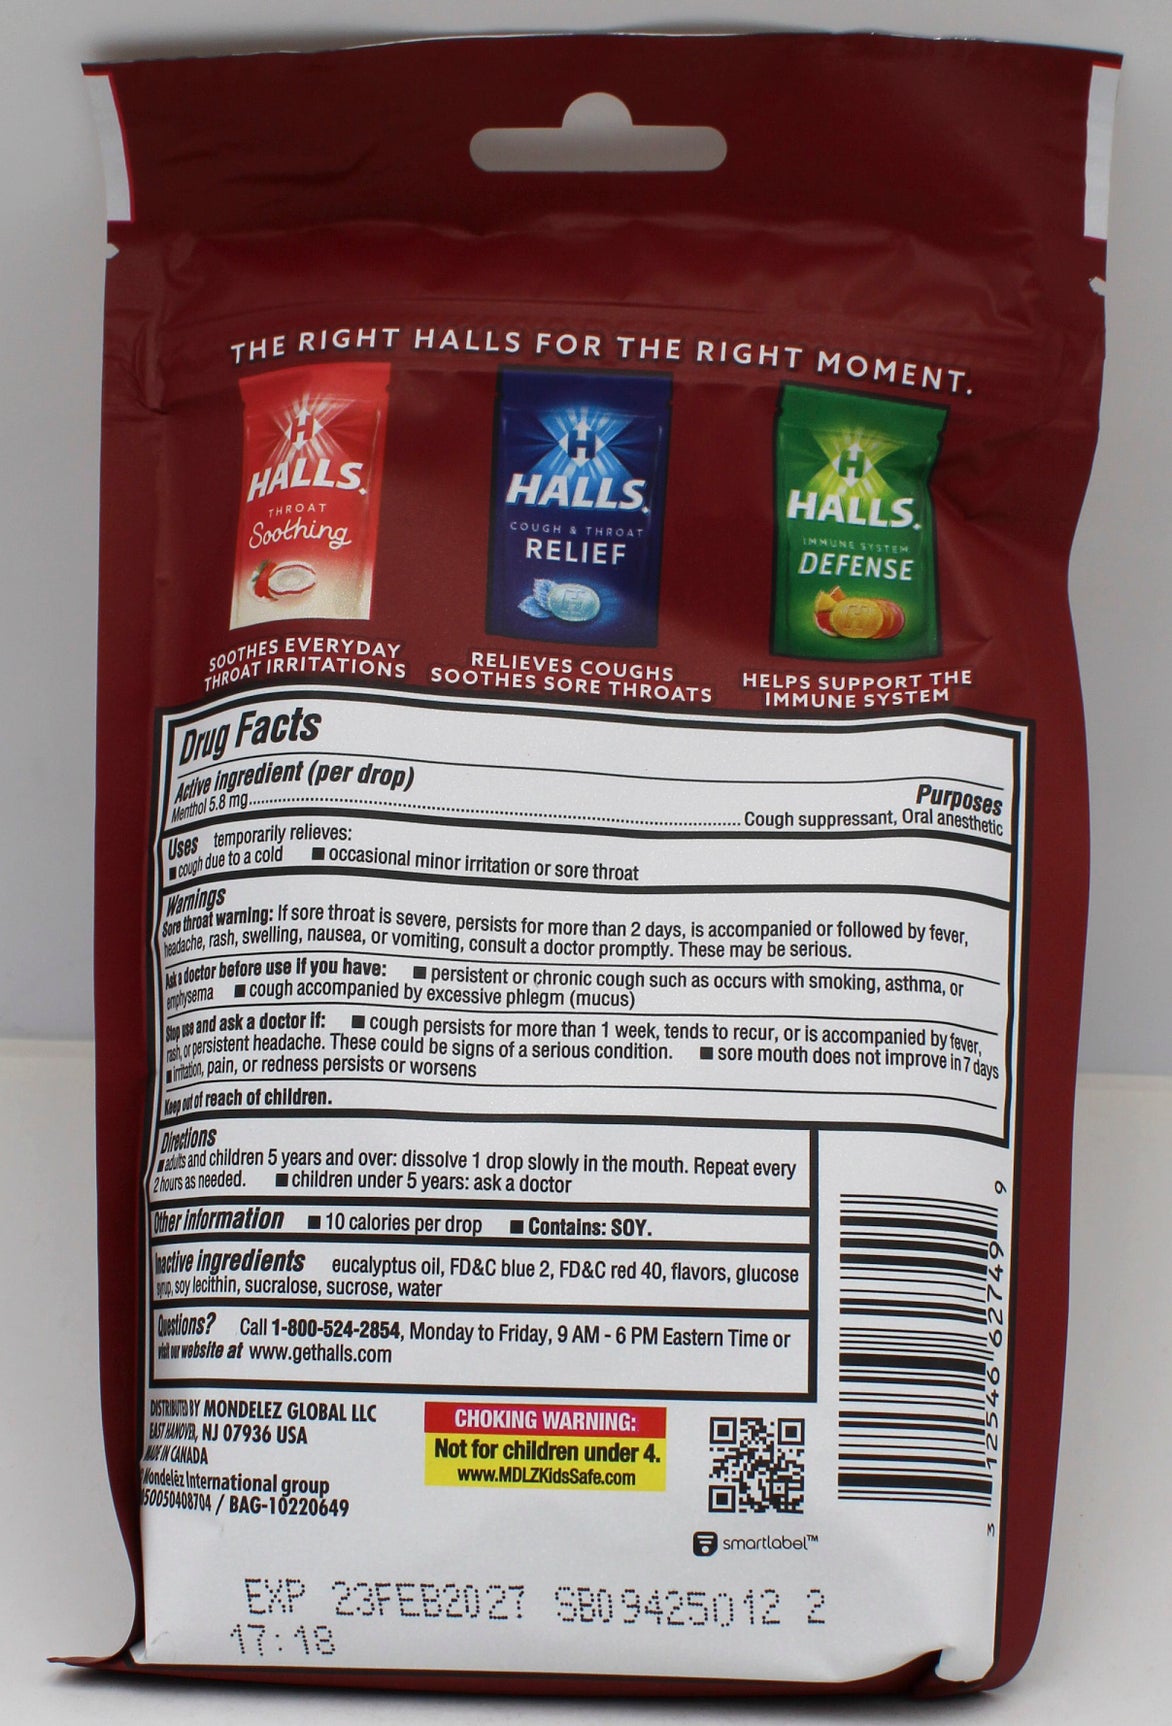 THE RIGHT HALLS FOR THE RIGHT MOMENT.
H
HALLS.
THROAT
Soothing
H
HALLS.
COUGH & THROAT
RELIEF
H
HALLS.
IMMUNE SYSTEM
DEFENSE
SOOTHES EVERYDAY
THROAT IRRITATIONS
RELIEVES COUGHS
SOOTHES SORE THROATS
HELPS SUPPORT THE
IMMUNE SYSTEM
Drug Facts
Active ingredient (per drop) Purposes
Menthol 5.8 mg........................ Cough suppressant, Oral anesthetic
Uses temporarily relieves:
■ cough due to a cold ■ occasional minor irritation or sore throat
Warnings
Sore throat warning: If sore throat is severe, persists for more than 2 days, is accompanied or followed by fever,
headache, rash, swelling, nausea, or vomiting, consult a doctor promptly. These may be serious.
Ask a doctor before use if you have: ■ persistent or chronic cough such as occurs with smoking, asthma, or
emphysema ■ cough accompanied by excessive phlegm (mucus)
Stop use and ask a doctor if: ■ cough persists for more than 1 week, tends to recur, or is accompanied by fever,
rash, or persistent headache. These could be signs of a serious condition. ■ sore mouth does not improve in 7 days
■ irritation, pain, or redness persists or worsens
Keep out of reach of children.
Directions
■ adults and children 5 years and over: dissolve 1 drop slowly in the mouth. Repeat every
2 hours as needed. ■ children under 5 years: ask a doctor
Other information ■ 10 calories per drop ■ Contains: SOY.
Inactive ingredients eucalyptus oil, FD&C blue 2, FD&C red 40, flavors, glucose
syrup, soy lecithin, sucralose, sucrose, water
Questions? Call 1-800-524-2854, Monday to Friday, 9 AM - 6 PM Eastern Time or
visit our website at www.gethalls.com
3 12546 62749 9
DISTRIBUTED BY MONDELEZ GLOBAL LLC
EAST HANOVER, NJ 07936 USA
MADE IN CANADA
Mondelēz International group
50050408704 / BAG-10220649
CHOKING WARNING:
Not for children under 4.
www.MDLZKidsSafe.com
smartlabel™
EXP 23FEB2027 SB09425012 2
17:18